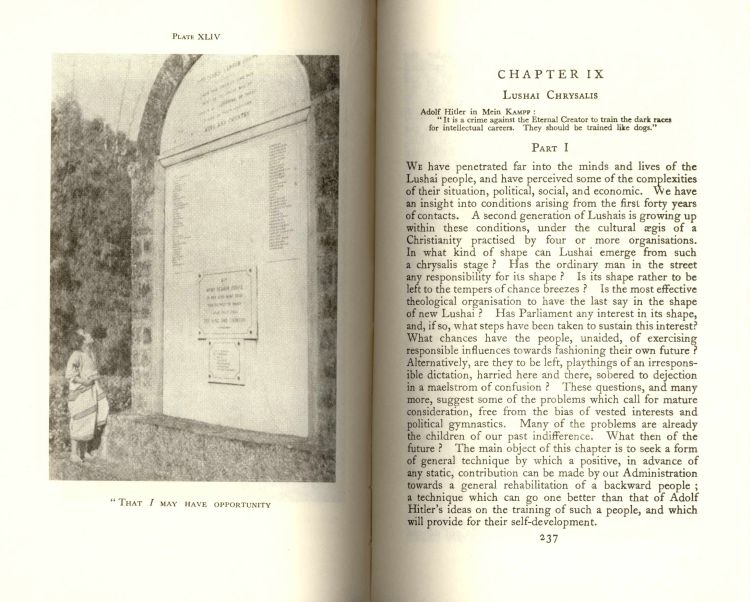 Plate XLIV
KING AND COUNTRY
"That I may have opportunity
CHAPTER IX
Lushai Chrysalis
Adolf Hitler in Mein Kampf :
"It is a crime against the Eternal Creator to train the dark races
for intellectual careers. They should be trained like dogs."
Part I
We have penetrated far into the minds and lives of the
Lushai people, and have perceived some of the complexities
of their situation, political, social, and economic. We have
an insight into conditions arising from the first forty years
of contacts. A second generation of Lushais is growing up
within these conditions, under the cultural ægis of a
Christianity practised by four or more organisations.
In what kind of shape can Lushai emerge from such
a chrysalis stage ? Has the ordinary man in the street
any responsibility for its shape ? Is its shape rather to be
left to the tempers of chance breezes ? Is the most effective
theological organisation to have the last say in the shape
of new Lushai ? Has Parliament any interest in its shape,
and, if so, what steps have been taken to sustain this interest?
What chances have the people, unaided, of exercising
responsible influences towards fashioning their own future ?
Alternatively, are they to be left, playthings of an irrespons-
ible dictation, harried here and there, sobered to dejection
in a maelstrom of confusion ? These questions, and many
more, suggest some of the problems which call for mature
consideration, free from the bias of vested interests and
political gymnastics. Many of the problems are already
the children of our past indifference. What then of the
future ? The main object of this chapter is to seek a form
of general technique by which a positive, in advance of
any static, contribution can be made by our Administration
towards a general rehabilitation of a backward people ;
a technique which can go one better than that of Adolf
Hitler's ideas on the training of such a people, and which
will provide for their self-development.
237